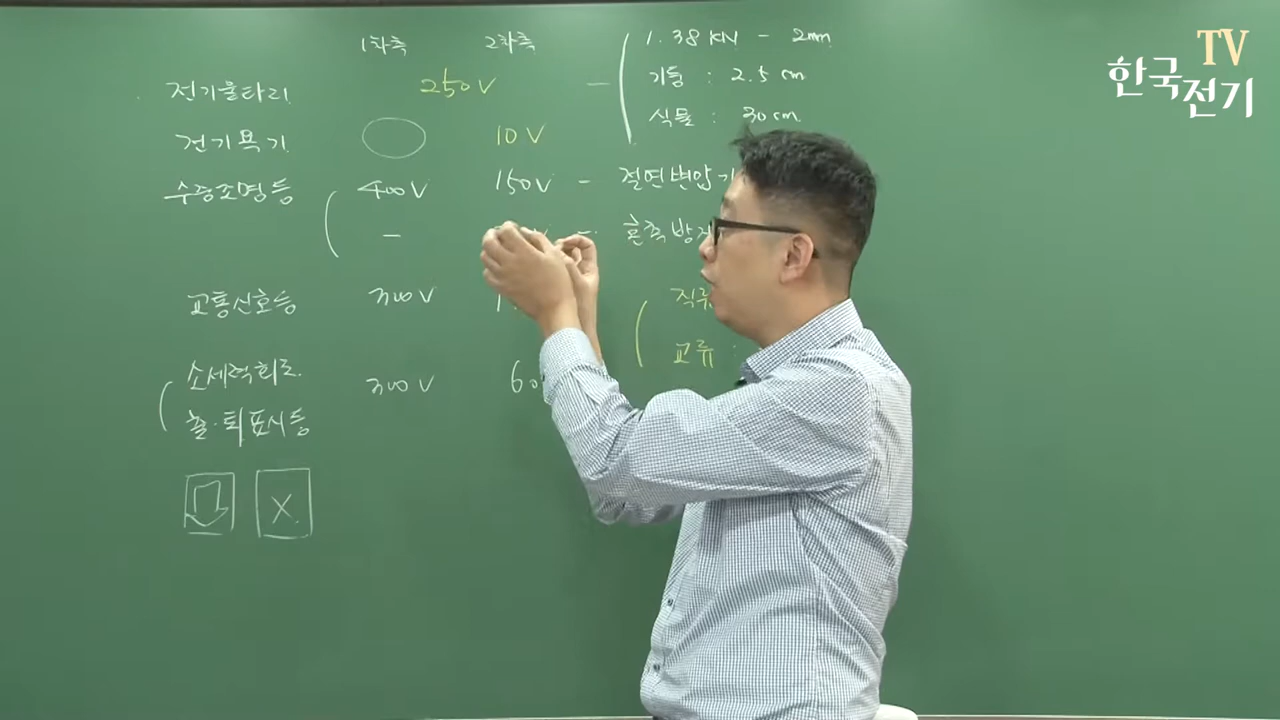 TV
한국
전기
1차측 2차측
1.38 KN - 2mm
전기울타리 250V - 기둥 : 2.5 cm
식물 : 30 cm
전기욕기 10V
수중조명등 400V 150V - 절연변압기
- - 혼촉방지
교통신호등 300V
직류
교류 :
소세력회로 300V 60
출·퇴표시등
X